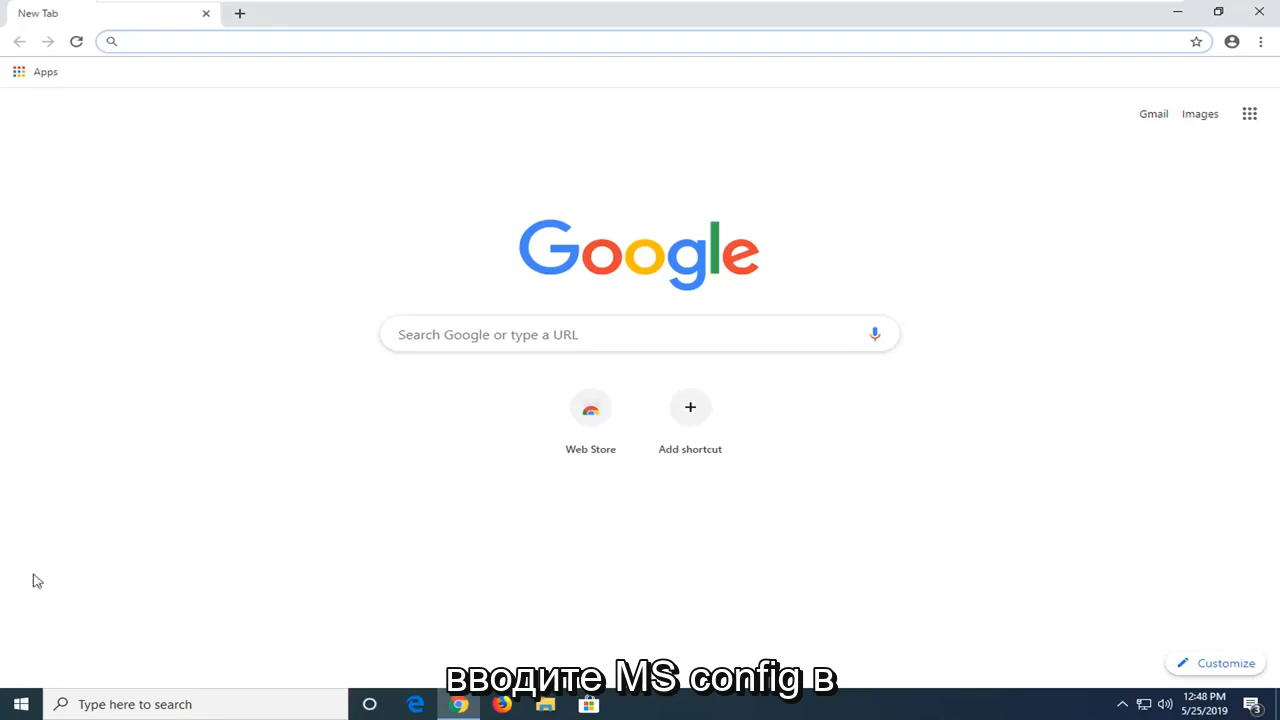 New Tab
Apps
Gmail Images
Google
Search Google or type a URL
Web Store Add shortcut
Customize
вводите MS config в
Type here to search
12:48 PM
5/25/2019
3